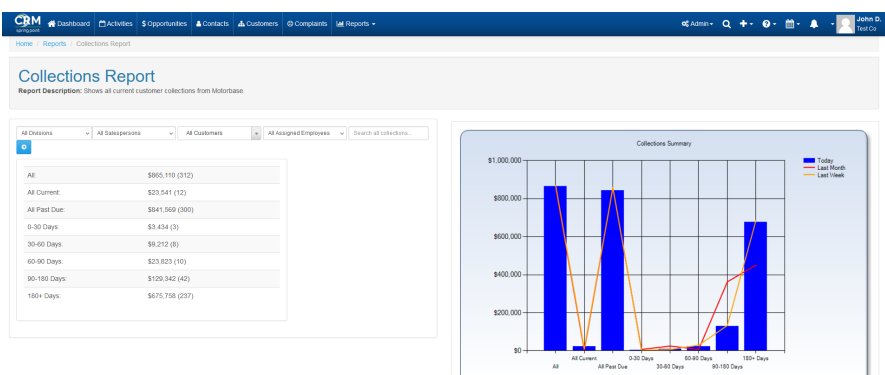 CRM Dashboard Activities $ Opportunities Contacts Customers Complaints Reports Admin John D.
spring point Test Co
Home / Reports / Collections Report
Collections Report
Report Description: Shows all current customer collections from Motorbase.
All Divisions All Salespersons All Customers All Assigned Employees Search all collections...
All: $865,110 (312)
All Current: $23,541 (12)
All Past Due: $841,569 (300)
0-30 Days: $3,434 (3)
30-60 Days: $9,212 (8)
60-90 Days: $23,823 (10)
90-180 Days: $129,342 (42)
180+ Days: $675,758 (237)
Collections Summary
$1,000,000
$800,000
$600,000
$400,000
$200,000
$0
All Current 0-30 Days 60-90 Days 180+ Days
All All Past Due 30-60 Days 90-180 Days
Today
Last Month
Last Week